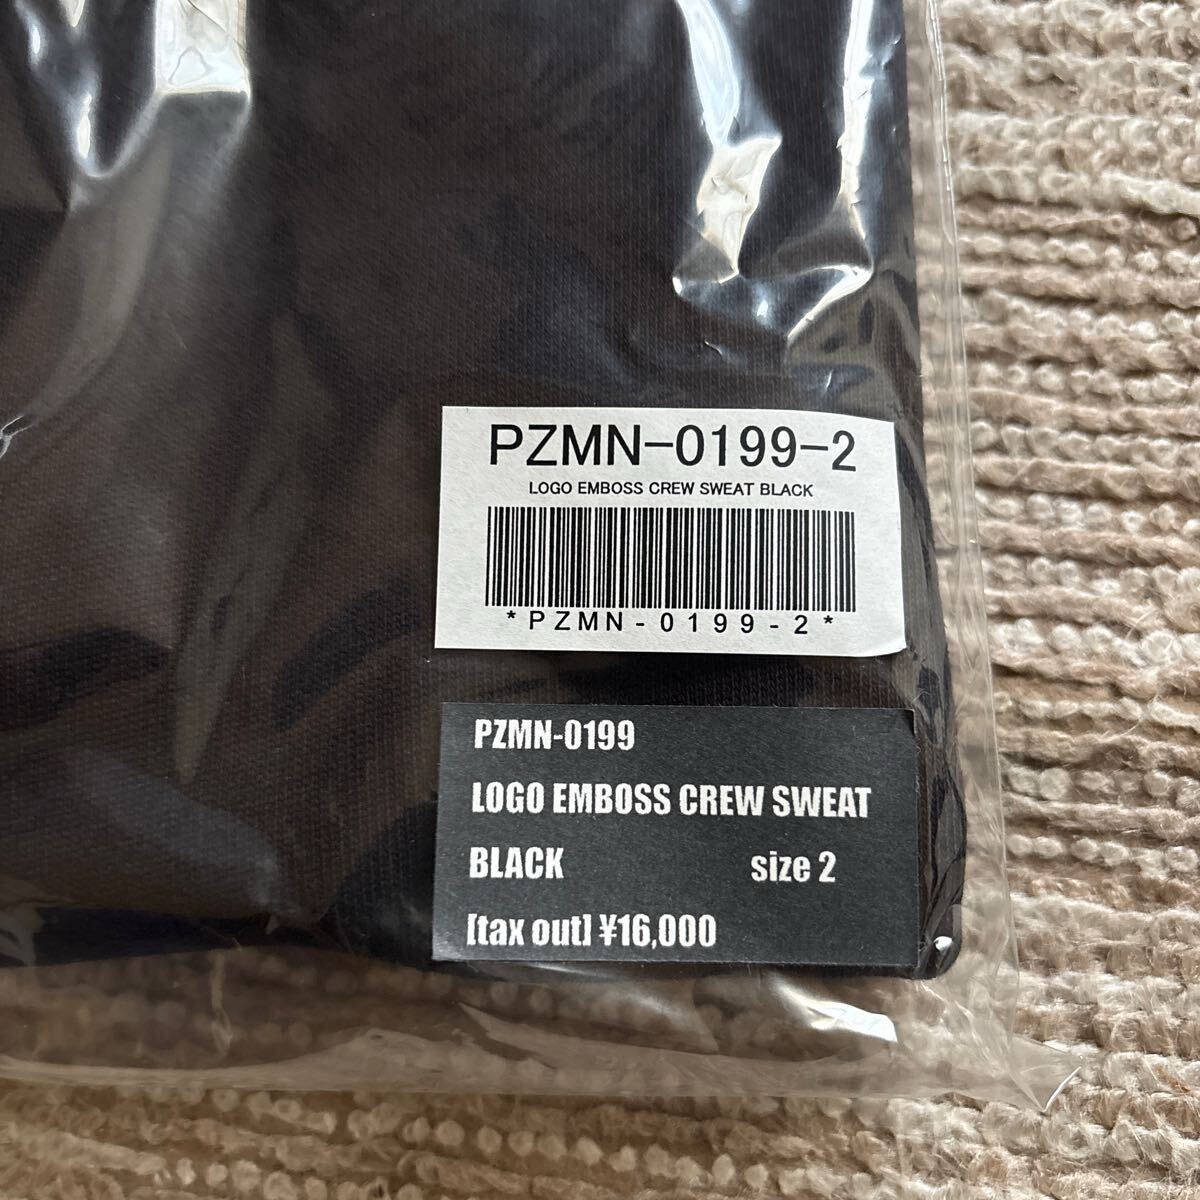 PZMN-0199-2
LOGO EMBOSS CREW SWEAT BLACK
*PZMN-0199-2*
PZMN-0199
LOGO EMBOSS CREW SWEAT
BLACK size 2
[tax out] ¥16,000